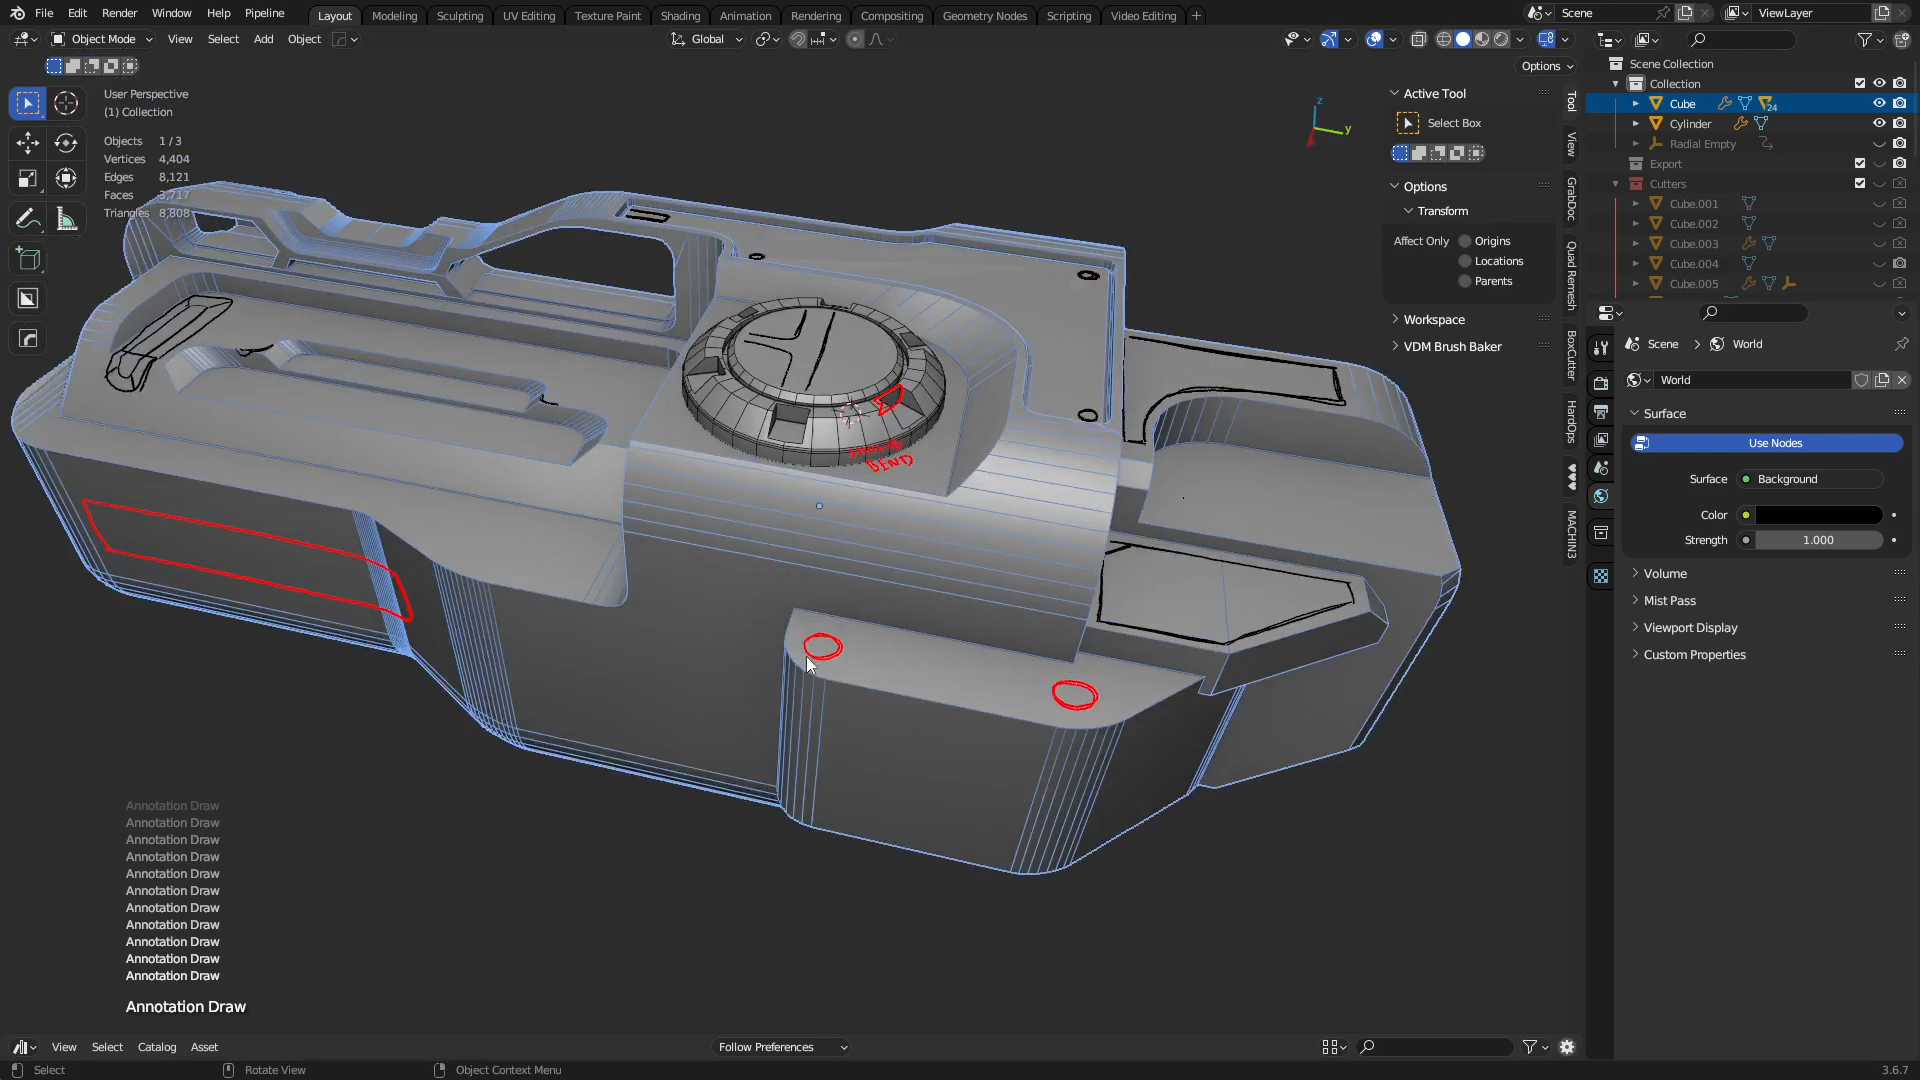 File Edit Render Window Help Pipeline Layout Modeling Sculpting UV Editing Texture Paint Shading Animation Rendering Compositing Geometry Nodes Scripting Video Editing + Scene ViewLayer
Object Mode View Select Add Object Global
Options
User Perspective
(1) Collection
Objects 1 / 3
Vertices 4,404
Edges 8,121
Faces 3,717
Triangles 8,808
z
y
BEND
Annotation Draw
Annotation Draw
Annotation Draw
Annotation Draw
Annotation Draw
Annotation Draw
Annotation Draw
Annotation Draw
Annotation Draw
Annotation Draw
Annotation Draw
Annotation Draw
Active Tool
Select Box
Options
Transform
Affect Only Origins
Locations
Parents
Workspace
VDM Brush Baker
Tool
View
GrabDoc
Quad Remesh
BoxCutter
HardOps
MACHIN3
Scene Collection
Collection
Cube 24
Cylinder
Radial Empty
Export
Cutters
Cube.001
Cube.002
Cube.003
Cube.004
Cube.005
Scene > World
World
Surface
Use Nodes
Surface Background
Color
Strength 1.000
Volume
Mist Pass
Viewport Display
Custom Properties
View Select Catalog Asset Follow Preferences
Select Rotate View Object Context Menu 3.6.7